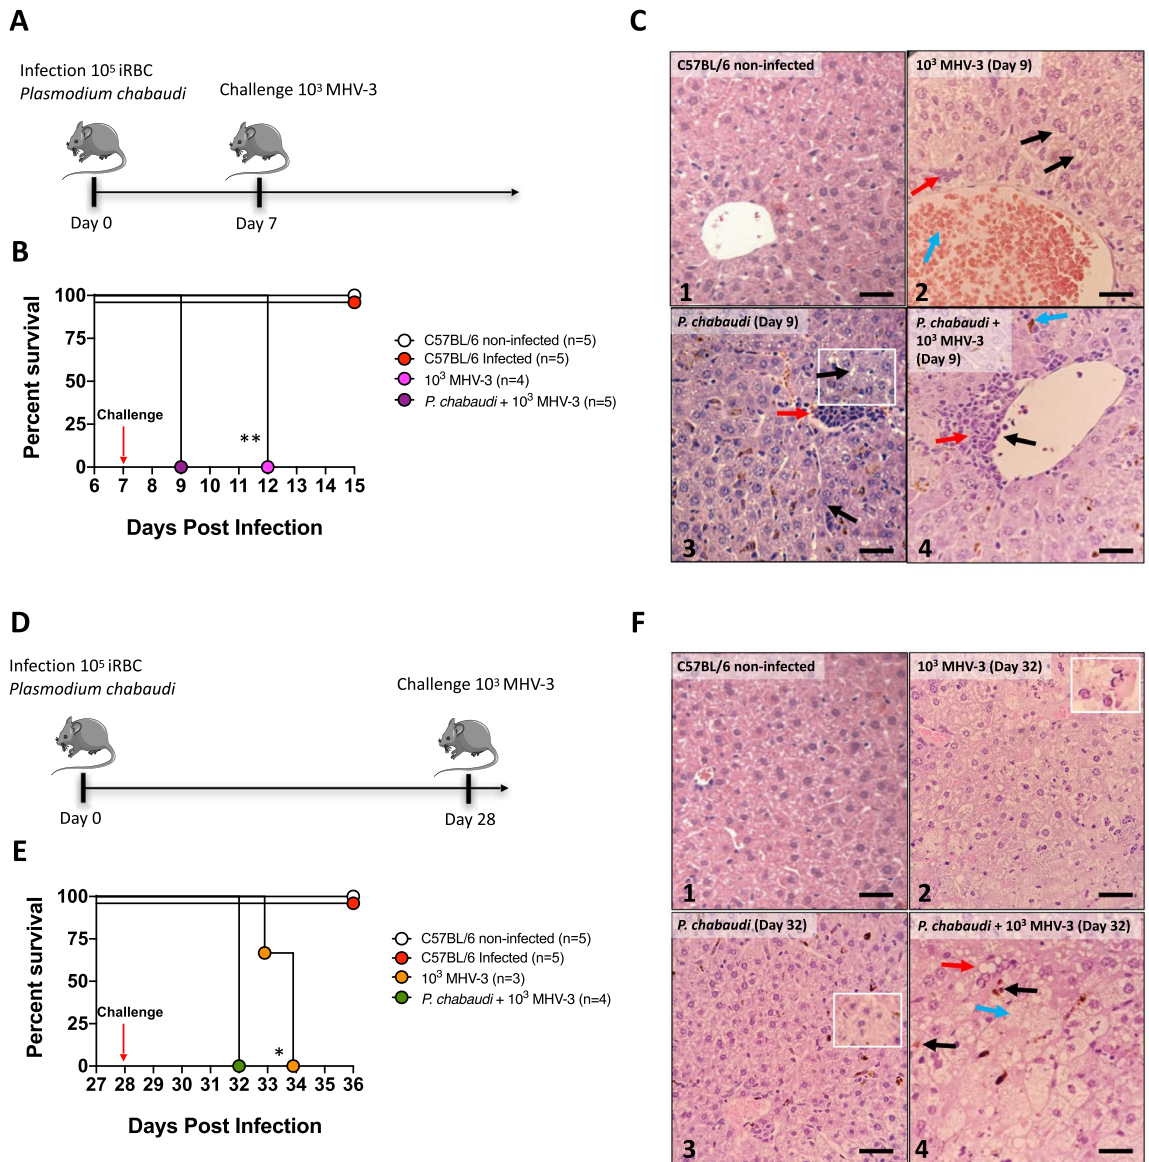 A
Infection 10⁵ iRBC
Plasmodium chabaudi
Challenge 10³ MHV-3
Day 0
Day 7
B
Percent survival
100
75
50
25
0
Challenge
**
6 7 8 9 10 11 12 13 14 15
Days Post Infection
C57BL/6 non-infected (n=5)
C57BL/6 Infected (n=5)
10³ MHV-3 (n=4)
P. chabaudi + 10³ MHV-3 (n=5)
C
C57BL/6 non-infected
1
10³ MHV-3 (Day 9)
2
P. chabaudi (Day 9)
3
P. chabaudi +
10³ MHV-3
(Day 9)
4
D
Infection 10⁵ iRBC
Plasmodium chabaudi
Challenge 10³ MHV-3
Day 0
Day 28
E
Percent survival
100
75
50
25
0
Challenge
*
27 28 29 30 31 32 33 34 35 36
Days Post Infection
C57BL/6 non-infected (n=5)
C57BL/6 Infected (n=5)
10³ MHV-3 (n=3)
P. chabaudi + 10³ MHV-3 (n=4)
F
C57BL/6 non-infected
1
10³ MHV-3 (Day 32)
2
P. chabaudi (Day 32)
3
P. chabaudi + 10³ MHV-3 (Day 32)
4